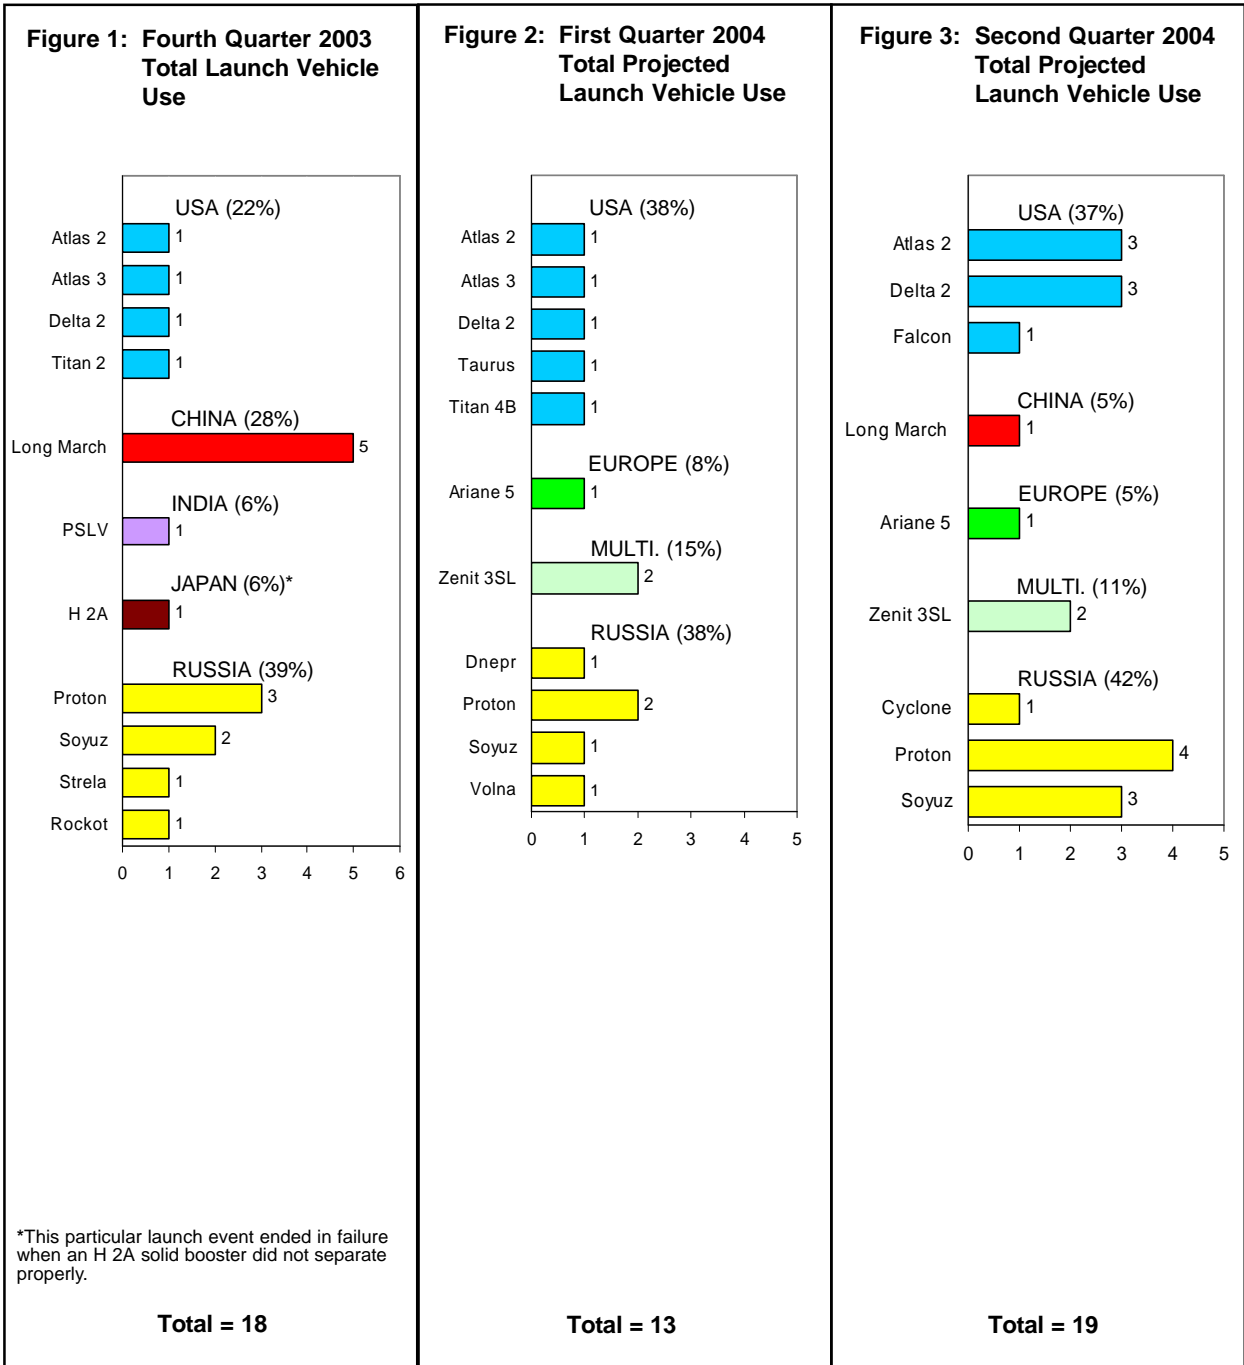 Figure 1: Fourth Quarter 2003
Total Launch Vehicle
Use
USA (22%)
Atlas 2
1
Atlas 3
1
Delta 2
1
Titan 2
1
CHINA (28%)
Long March
5
INDIA (6%)
PSLV
1
JAPAN (6%)*
H 2A
1
RUSSIA (39%)
Proton
3
Soyuz
2
Strela
1
Rockot
1
0 1 2 3 4 5 6
*This particular launch event ended in failure
when an H 2A solid booster did not separate
properly.
Total = 18
Figure 2: First Quarter 2004
Total Projected
Launch Vehicle Use
USA (38%)
Atlas 2
1
Atlas 3
1
Delta 2
1
Taurus
1
Titan 4B
1
EUROPE (8%)
Ariane 5
1
MULTI. (15%)
Zenit 3SL
2
RUSSIA (38%)
Dnepr
1
Proton
2
Soyuz
1
Volna
1
0 1 2 3 4 5
Total = 13
Figure 3: Second Quarter 2004
Total Projected
Launch Vehicle Use
USA (37%)
Atlas 2
3
Delta 2
3
Falcon
1
CHINA (5%)
Long March
1
EUROPE (5%)
Ariane 5
1
MULTI. (11%)
Zenit 3SL
2
RUSSIA (42%)
Cyclone
1
Proton
4
Soyuz
3
0 1 2 3 4 5
Total = 19